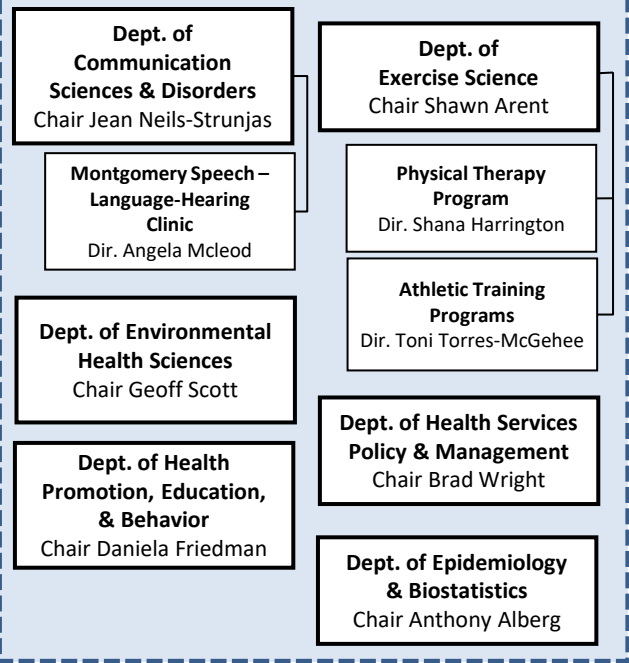 Dept. of
Communication
Sciences & Disorders
Chair Jean Neils-Strunjas
Montgomery Speech –
Language-Hearing
Clinic
Dir. Angela Mcleod
Dept. of Environmental
Health Sciences
Chair Geoff Scott
Dept. of Health
Promotion, Education,
& Behavior
Chair Daniela Friedman
Dept. of
Exercise Science
Chair Shawn Arent
Physical Therapy
Program
Dir. Shana Harrington
Athletic Training
Programs
Dir. Toni Torres-McGehee
Dept. of Health Services
Policy & Management
Chair Brad Wright
Dept. of Epidemiology
& Biostatistics
Chair Anthony Alberg